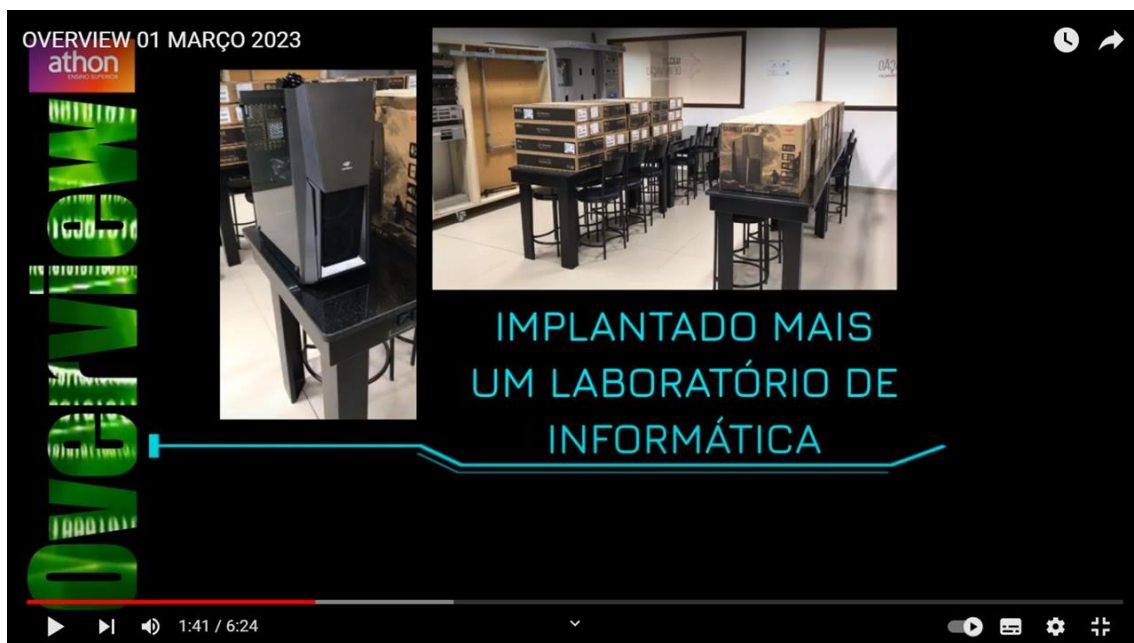 OVERVIEW 01 MARÇO 2023
athon
ENSINO SUPERIOR
Overview
IMPLANTADO MAIS
UM LABORATÓRIO DE
INFORMÁTICA
1:41 / 6:24